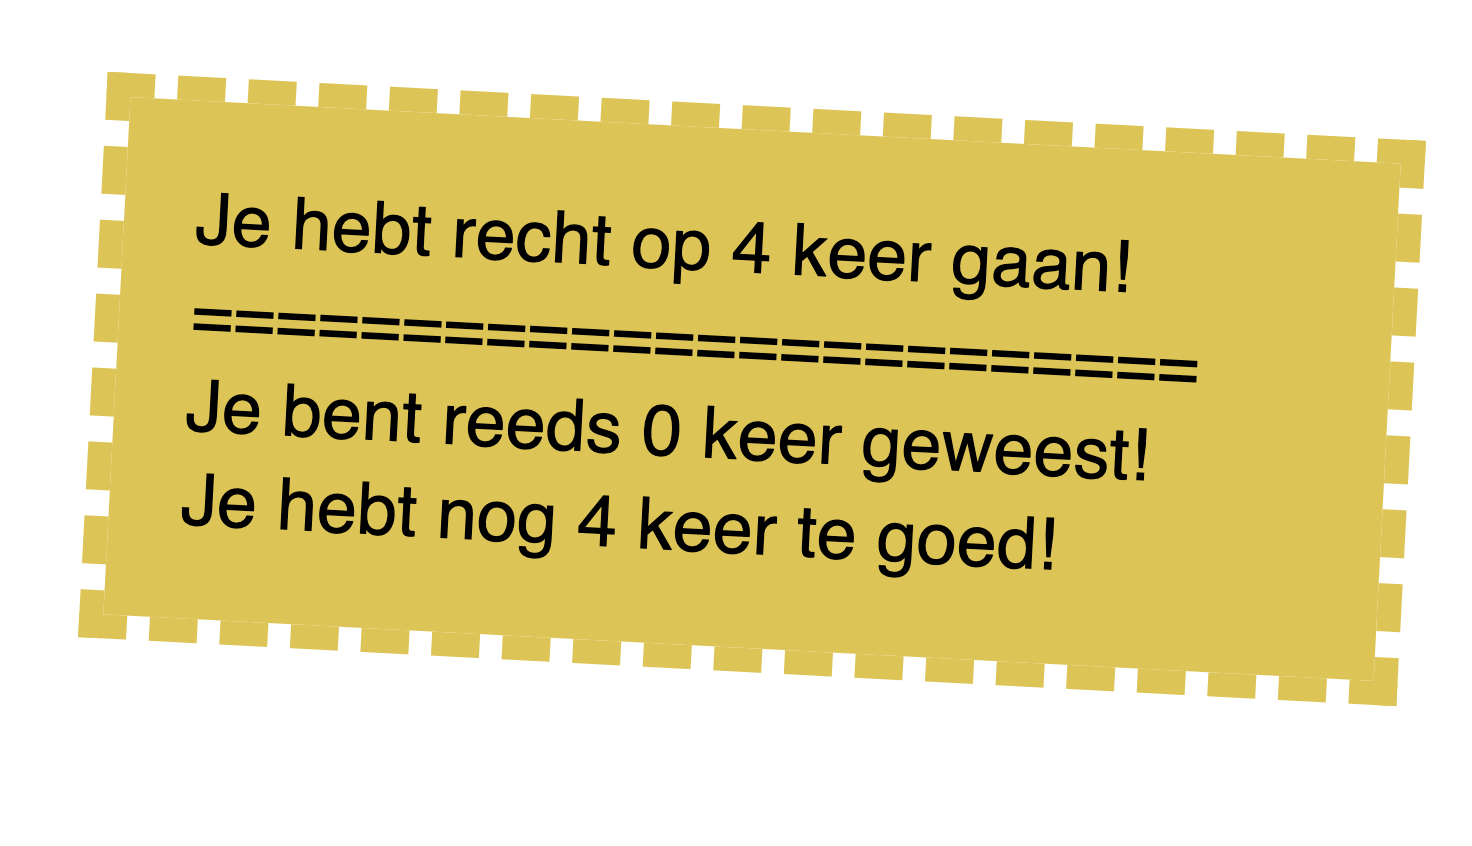 Je hebt recht op 4 keer gaan!
========================
Je bent reeds 0 keer geweest!
Je hebt nog 4 keer te goed!